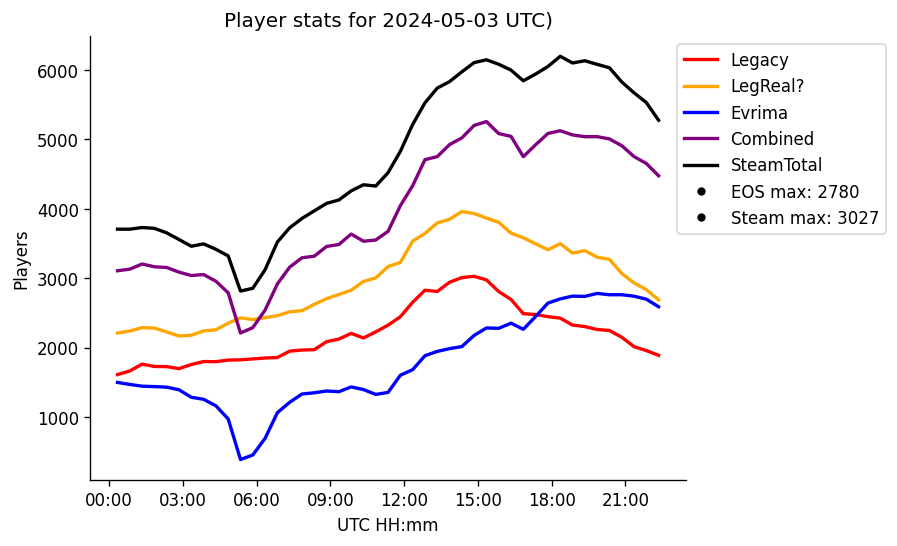 Player stats for 2024-05-03 UTC)
Players
6000
5000
4000
3000
2000
1000
00:00 03:00 06:00 09:00 12:00 15:00 18:00 21:00
UTC HH:mm
Legacy
LegReal?
Evrima
Combined
SteamTotal
EOS max: 2780
Steam max: 3027